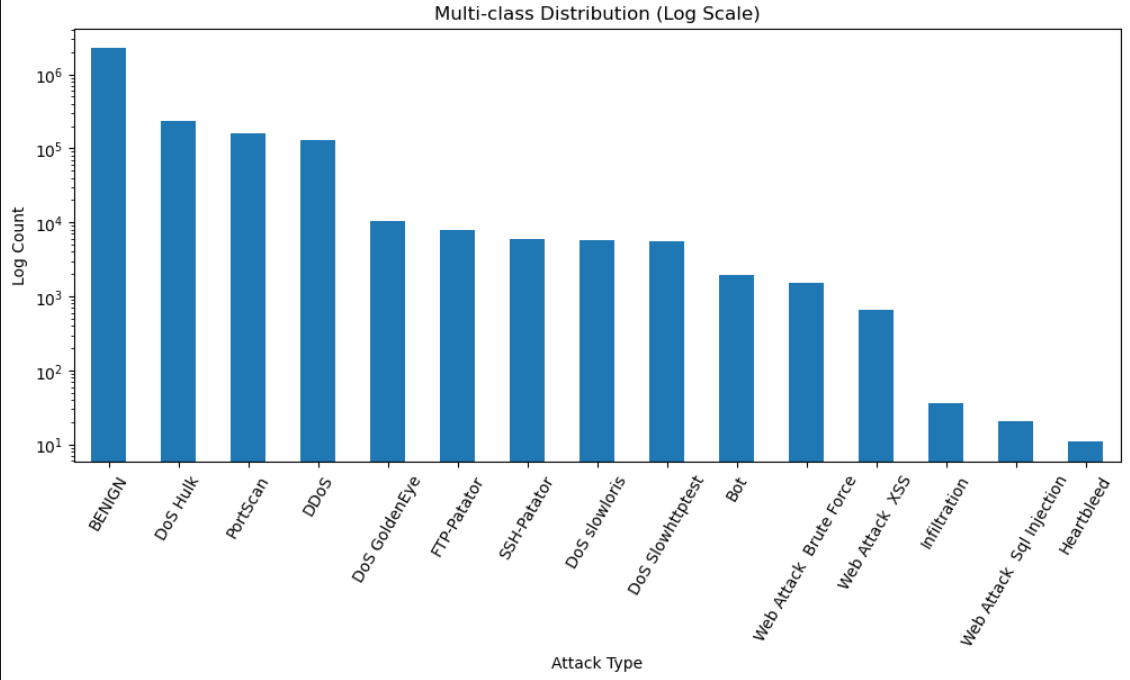 Multi-class Distribution (Log Scale)
Log Count
10⁶
10⁵
10⁴
10³
10²
10¹
BENIGN
DoS Hulk
PortScan
DDoS
DoS GoldenEye
FTP-Patator
SSH-Patator
DoS slowloris
DoS Slowhttptest
Bot
Web Attack  Brute Force
Web Attack  XSS
Infiltration
Web Attack  Sql Injection
Heartbleed
Attack Type